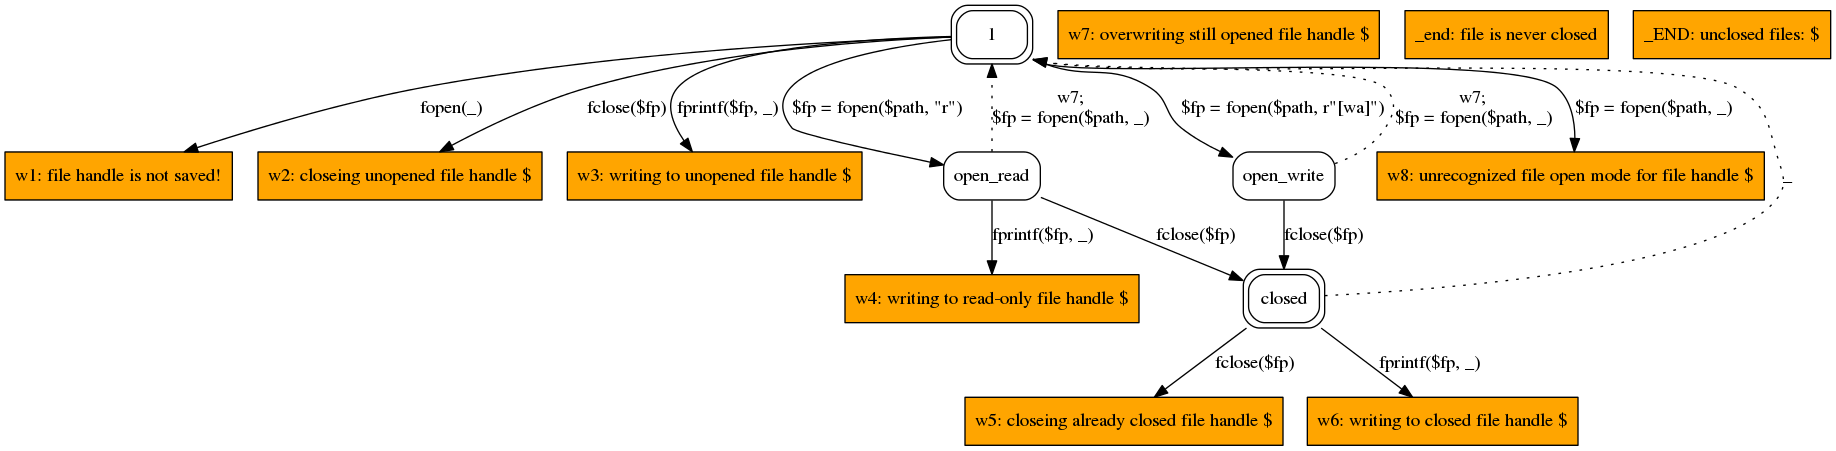 1
w7: overwriting still opened file handle $
_end: file is never closed
_END: unclosed files: $
fopen(_)
fclose($fp)
fprintf($fp, _)
$fp = fopen($path, "r")
w7;
$fp = fopen($path, _)
$fp = fopen($path, r"[wa]")
w7;
$fp = fopen($path, _)
$fp = fopen($path, _)
w1: file handle is not saved!
w2: closeing unopened file handle $
w3: writing to unopened file handle $
open_read
open_write
w8: unrecognized file open mode for file handle $
_
fprintf($fp, _)
fclose($fp)
fclose($fp)
w4: writing to read-only file handle $
closed
fclose($fp)
fprintf($fp, _)
w5: closeing already closed file handle $
w6: writing to closed file handle $